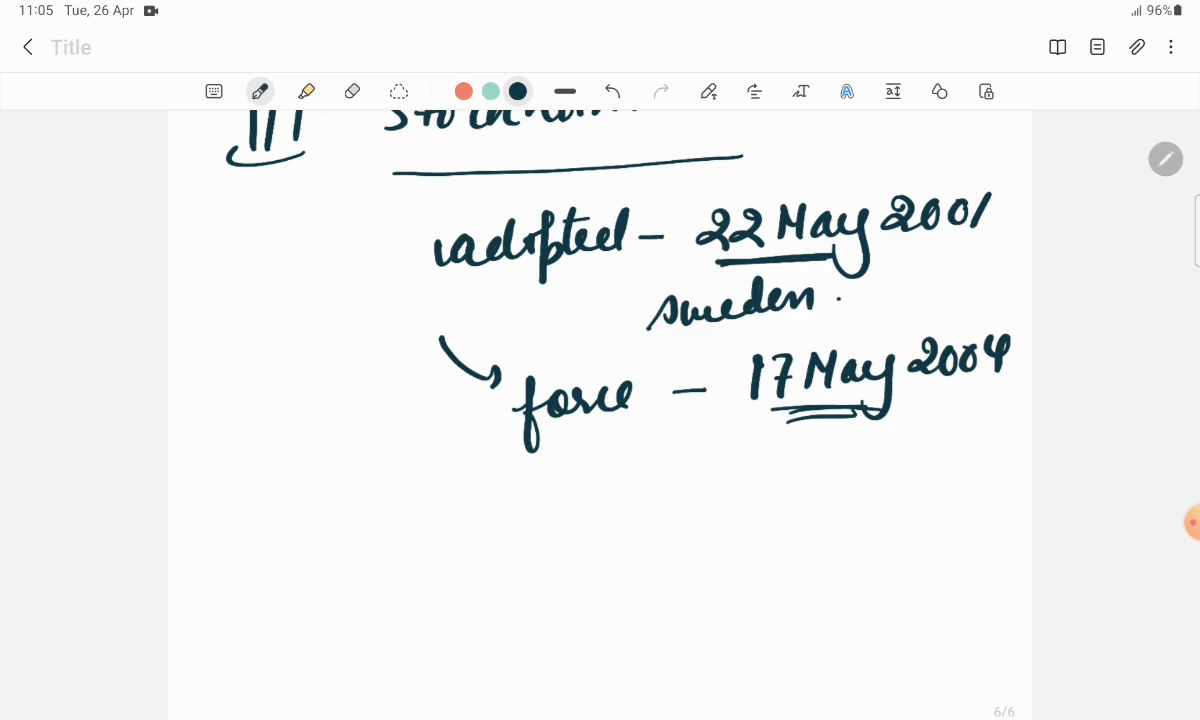 11:05 Tue, 26 Apr 96%
Title
III Stockholm
adopted - 22 May 2001
sweden.
force - 17 May 2004
6/6